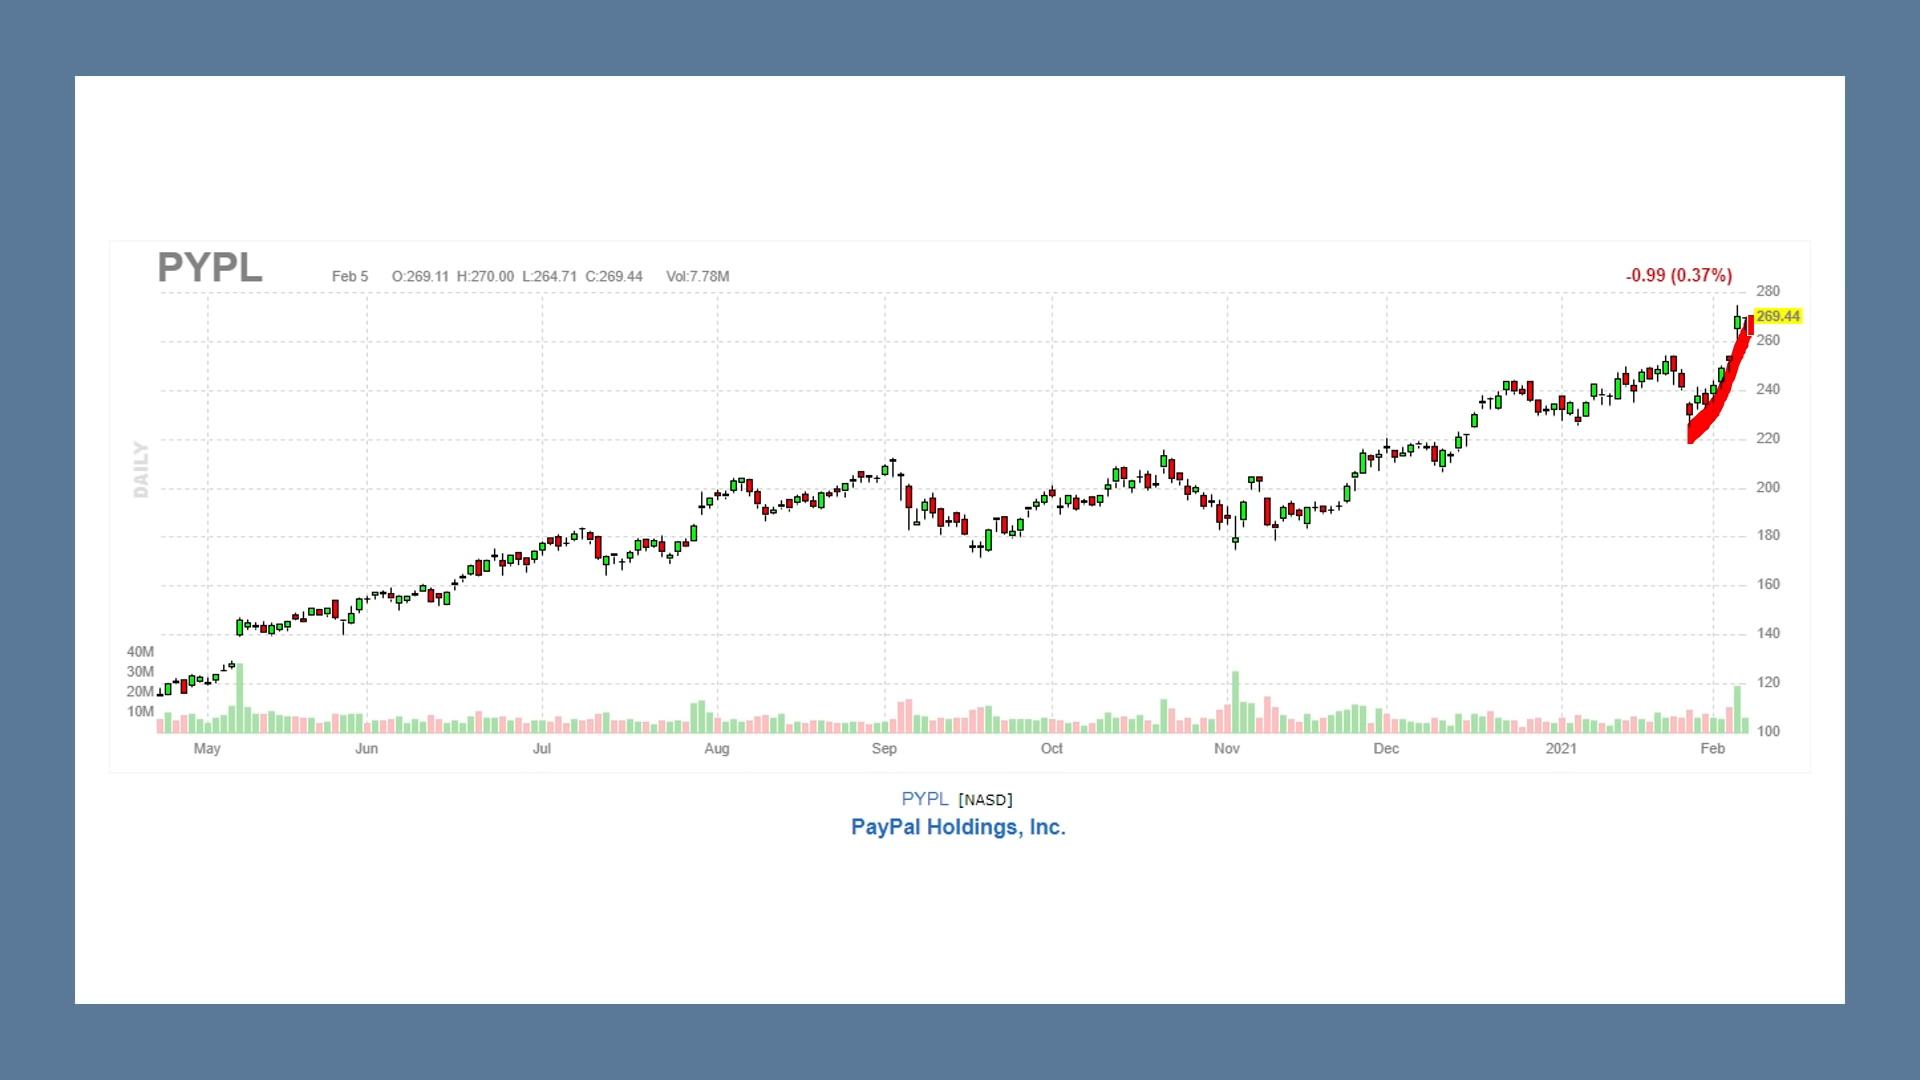 PYPL Feb 5 O:269.11 H:270.00 L:264.71 C:269.44 Vol:7.78M -0.99 (0.37%)
280
269.44
260
240
220
200
180
160
140
120
100
DAILY
40M
30M
20M
10M
May Jun Jul Aug Sep Oct Nov Dec 2021 Feb
PYPL [NASD]
PayPal Holdings, Inc.